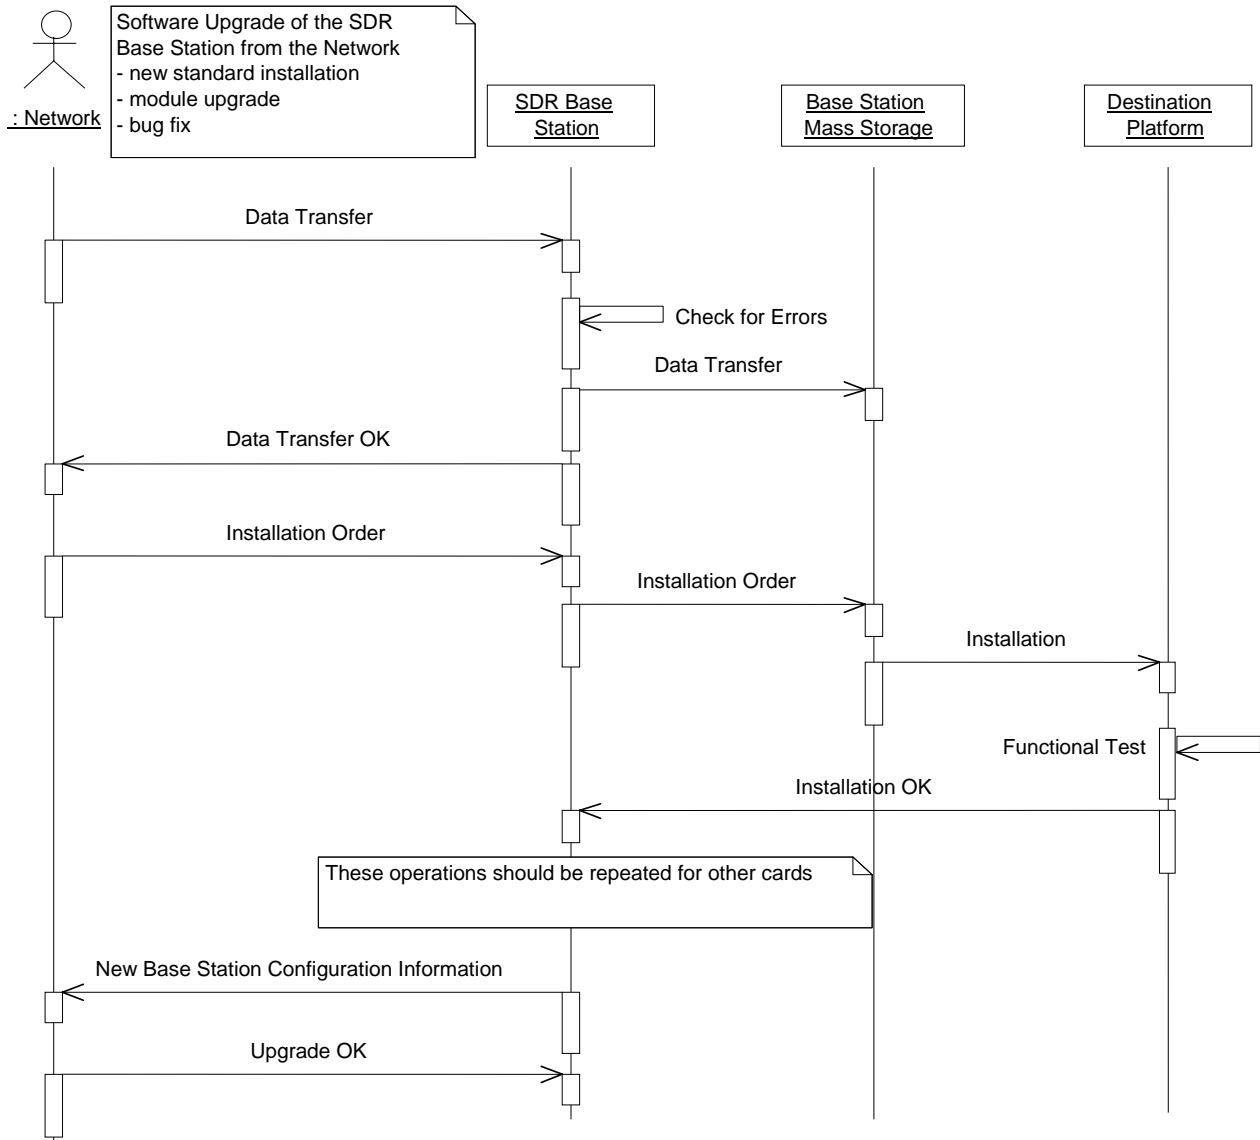 Software Upgrade of the SDR
Base Station from the Network
- new standard installation
- module upgrade
- bug fix
: Network
SDR Base
Station
Base Station
Mass Storage
Destination
Platform
Data Transfer
Check for Errors
Data Transfer
Data Transfer OK
Installation Order
Installation Order
Installation
Functional Test
Installation OK
These operations should be repeated for other cards
New Base Station Configuration Information
Upgrade OK